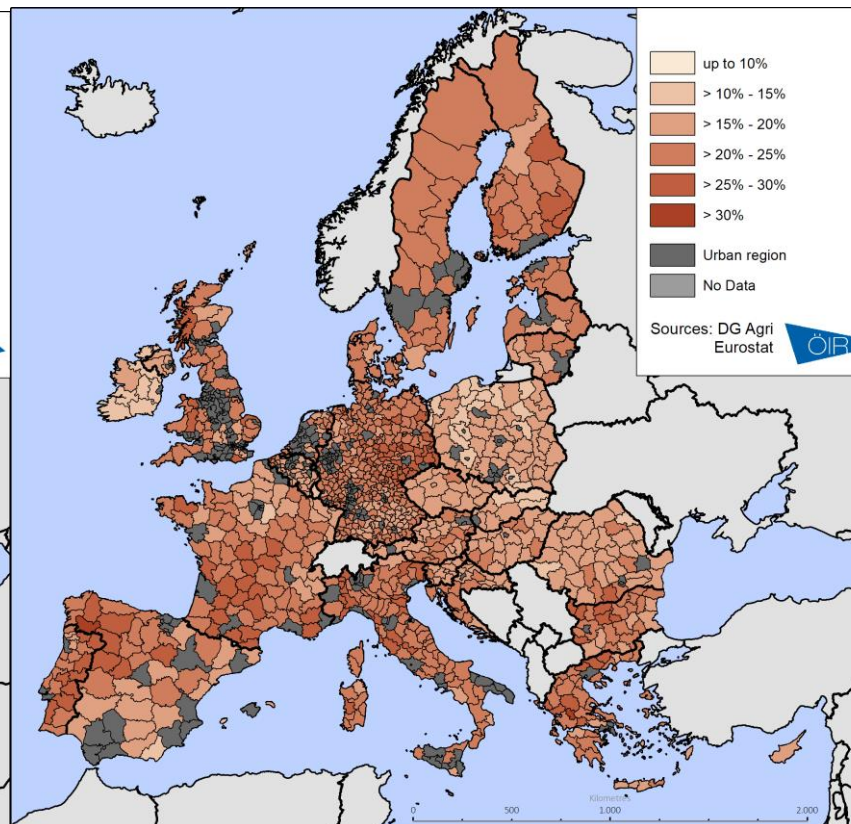 up to 10%
> 10% - 15%
> 15% - 20%
> 20% - 25%
> 25% - 30%
> 30%
Urban region
No Data
Sources: DG Agri
Eurostat
ÖIR
Kilometres
0 500 1.000 2.000